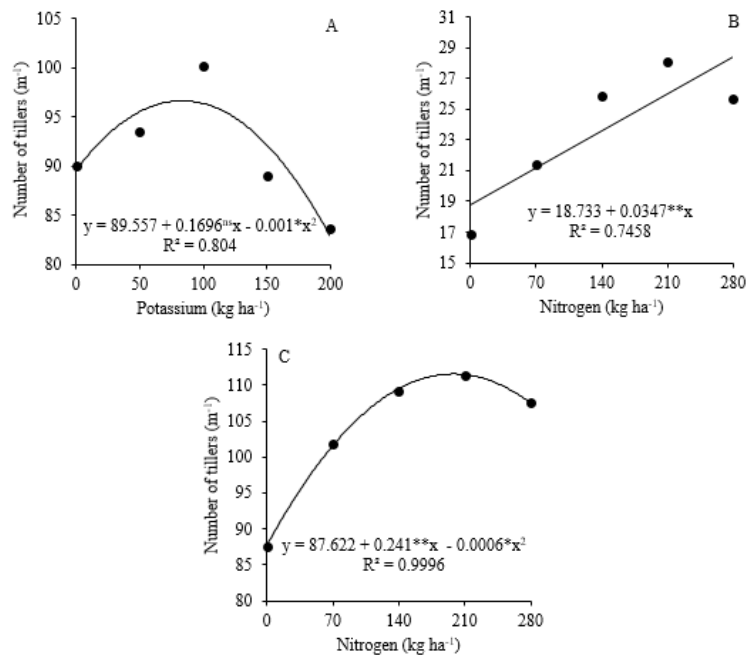 A
Number of tillers (m⁻¹)
105
100
95
90
85
80
y = 89.557 + 0.1696ⁿˢx - 0.001*x²
R² = 0.804
0 50 100 150 200
Potassium (kg ha⁻¹)
B
Number of tillers (m⁻¹)
31
29
27
25
23
21
19
17
15
y = 18.733 + 0.0347**x
R² = 0.7458
0 70 140 210 280
Nitrogen (kg ha⁻¹)
C
Number of tillers (m⁻¹)
115
110
105
100
95
90
85
80
y = 87.622 + 0.241**x - 0.0006*x²
R² = 0.9996
0 70 140 210 280
Nitrogen (kg ha⁻¹)